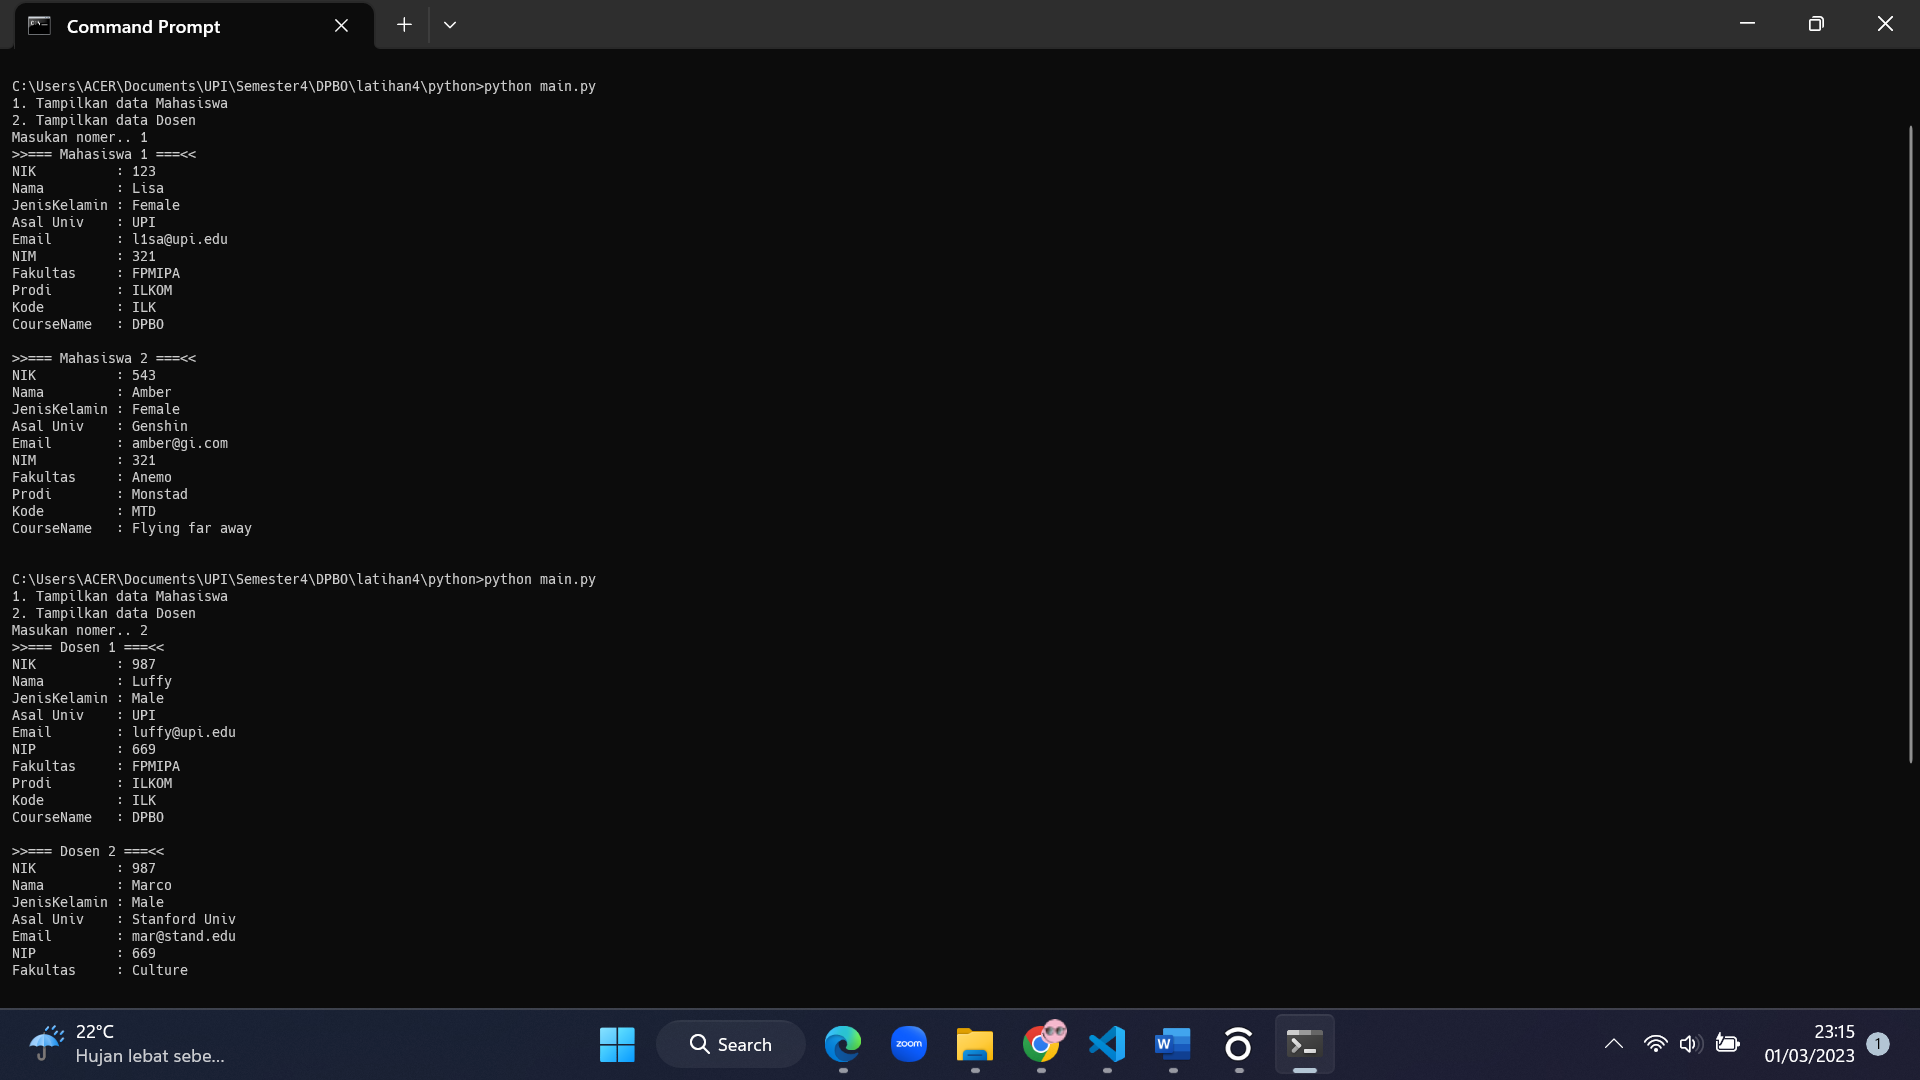 Command Prompt
C:\Users\ACER\Documents\UPI\Semester4\DPBO\latihan4\python>python main.py
1. Tampilkan data Mahasiswa
2. Tampilkan data Dosen
Masukan nomer.. 1
>>=== Mahasiswa 1 ===<<
NIK          : 123
Nama         : Lisa
JenisKelamin : Female
Asal Univ    : UPI
Email        : l1sa@upi.edu
NIM          : 321
Fakultas     : FPMIPA
Prodi        : ILKOM
Kode         : ILK
CourseName   : DPBO
>>=== Mahasiswa 2 ===<<
NIK          : 543
Nama         : Amber
JenisKelamin : Female
Asal Univ    : Genshin
Email        : amber@gi.com
NIM          : 321
Fakultas     : Anemo
Prodi        : Monstad
Kode         : MTD
CourseName   : Flying far away
C:\Users\ACER\Documents\UPI\Semester4\DPBO\latihan4\python>python main.py
1. Tampilkan data Mahasiswa
2. Tampilkan data Dosen
Masukan nomer.. 2
>>=== Dosen 1 ===<<
NIK          : 987
Nama         : Luffy
JenisKelamin : Male
Asal Univ    : UPI
Email        : luffy@upi.edu
NIP          : 669
Fakultas     : FPMIPA
Prodi        : ILKOM
Kode         : ILK
CourseName   : DPBO
>>=== Dosen 2 ===<<
NIK          : 987
Nama         : Marco
JenisKelamin : Male
Asal Univ    : Stanford Univ
Email        : mar@stand.edu
NIP          : 669
Fakultas     : Culture
22°C
Hujan lebat sebe...
Search
zoom
W
23:15
01/03/2023
1